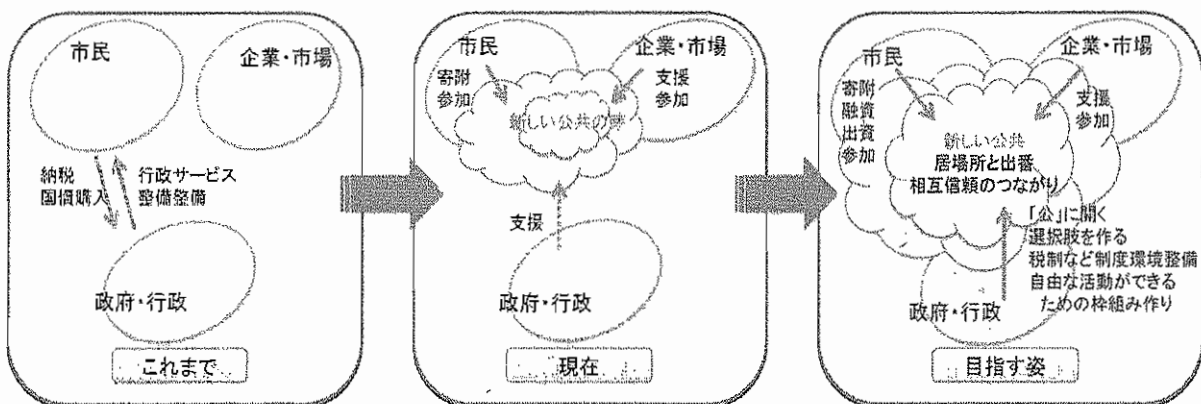 市民
企業・市場
納税
国債購入
行政サービス
整備整備
政府・行政
これまで
市民
企業・市場
寄附
参加
支援
参加
新しい公共の芽
支援
政府・行政
現在
市民
企業・市場
寄附
融資
出資
参加
支援
参加
新しい公共
居場所と出番
相互信頼のつながり
「公」に開く
選択肢を作る
税制など制度環境整備
自由な活動ができる
ための枠組み作り
政府・行政
目指す姿